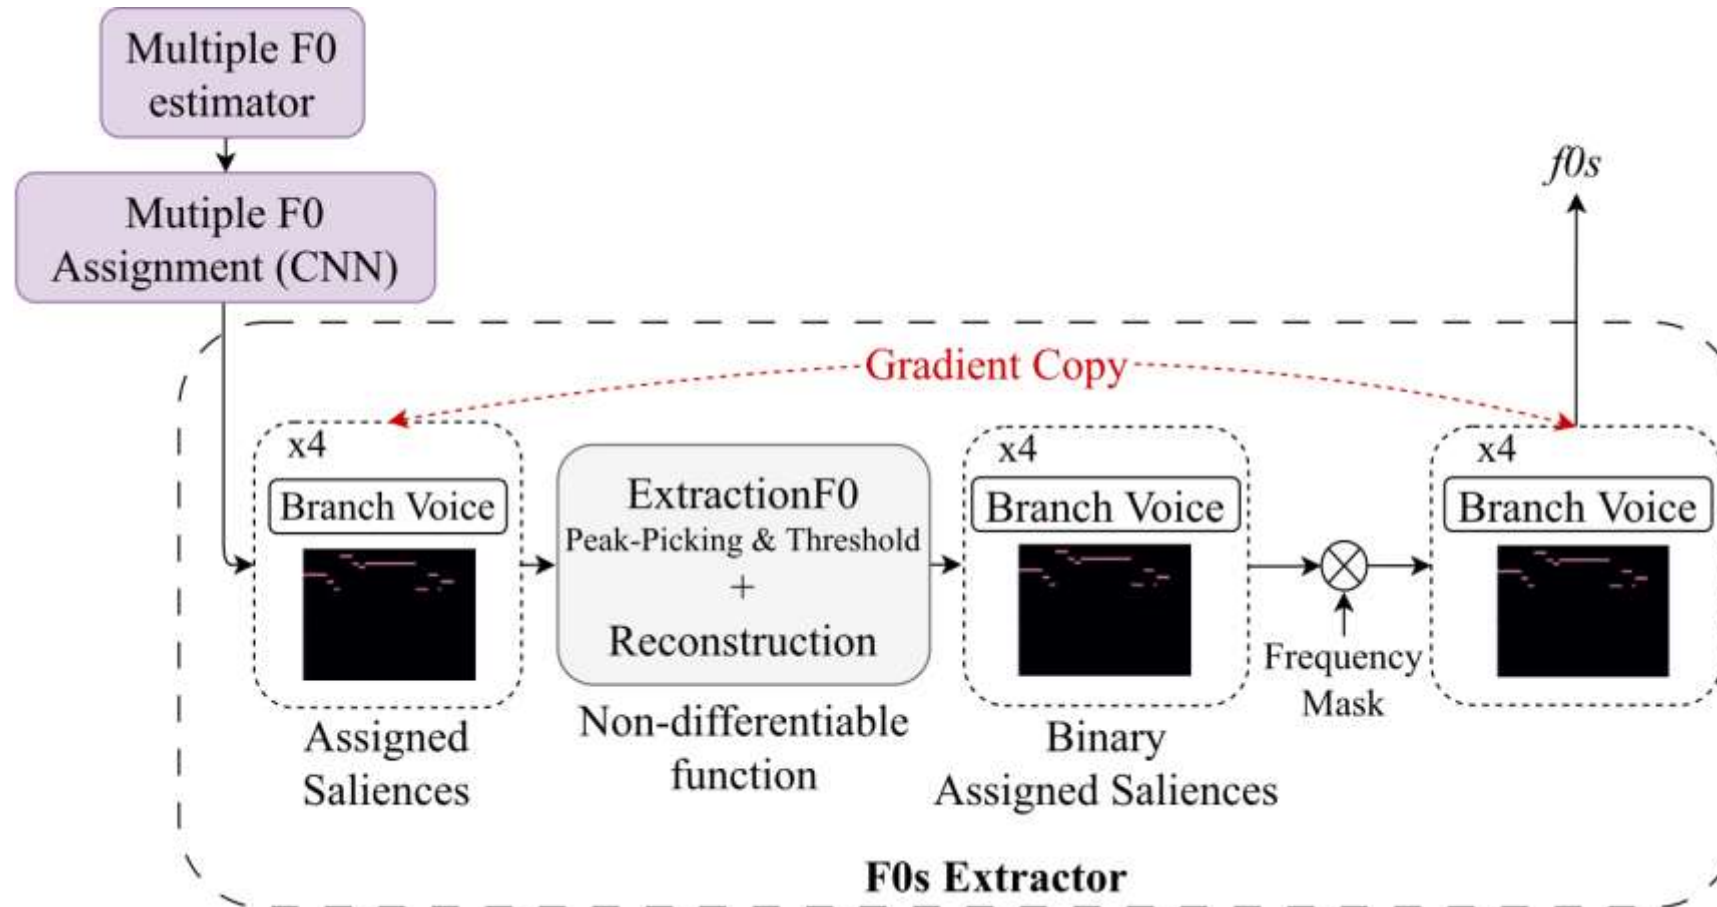 Multiple F0
estimator
Mutiple F0
Assignment (CNN)
f0s
Gradient Copy
x4
Branch Voice
Assigned
Saliences
ExtractionF0
Peak-Picking & Threshold
+
Reconstruction
Non-differentiable
function
x4
Branch Voice
Binary
Assigned Saliences
Frequency
Mask
x4
Branch Voice
F0s Extractor